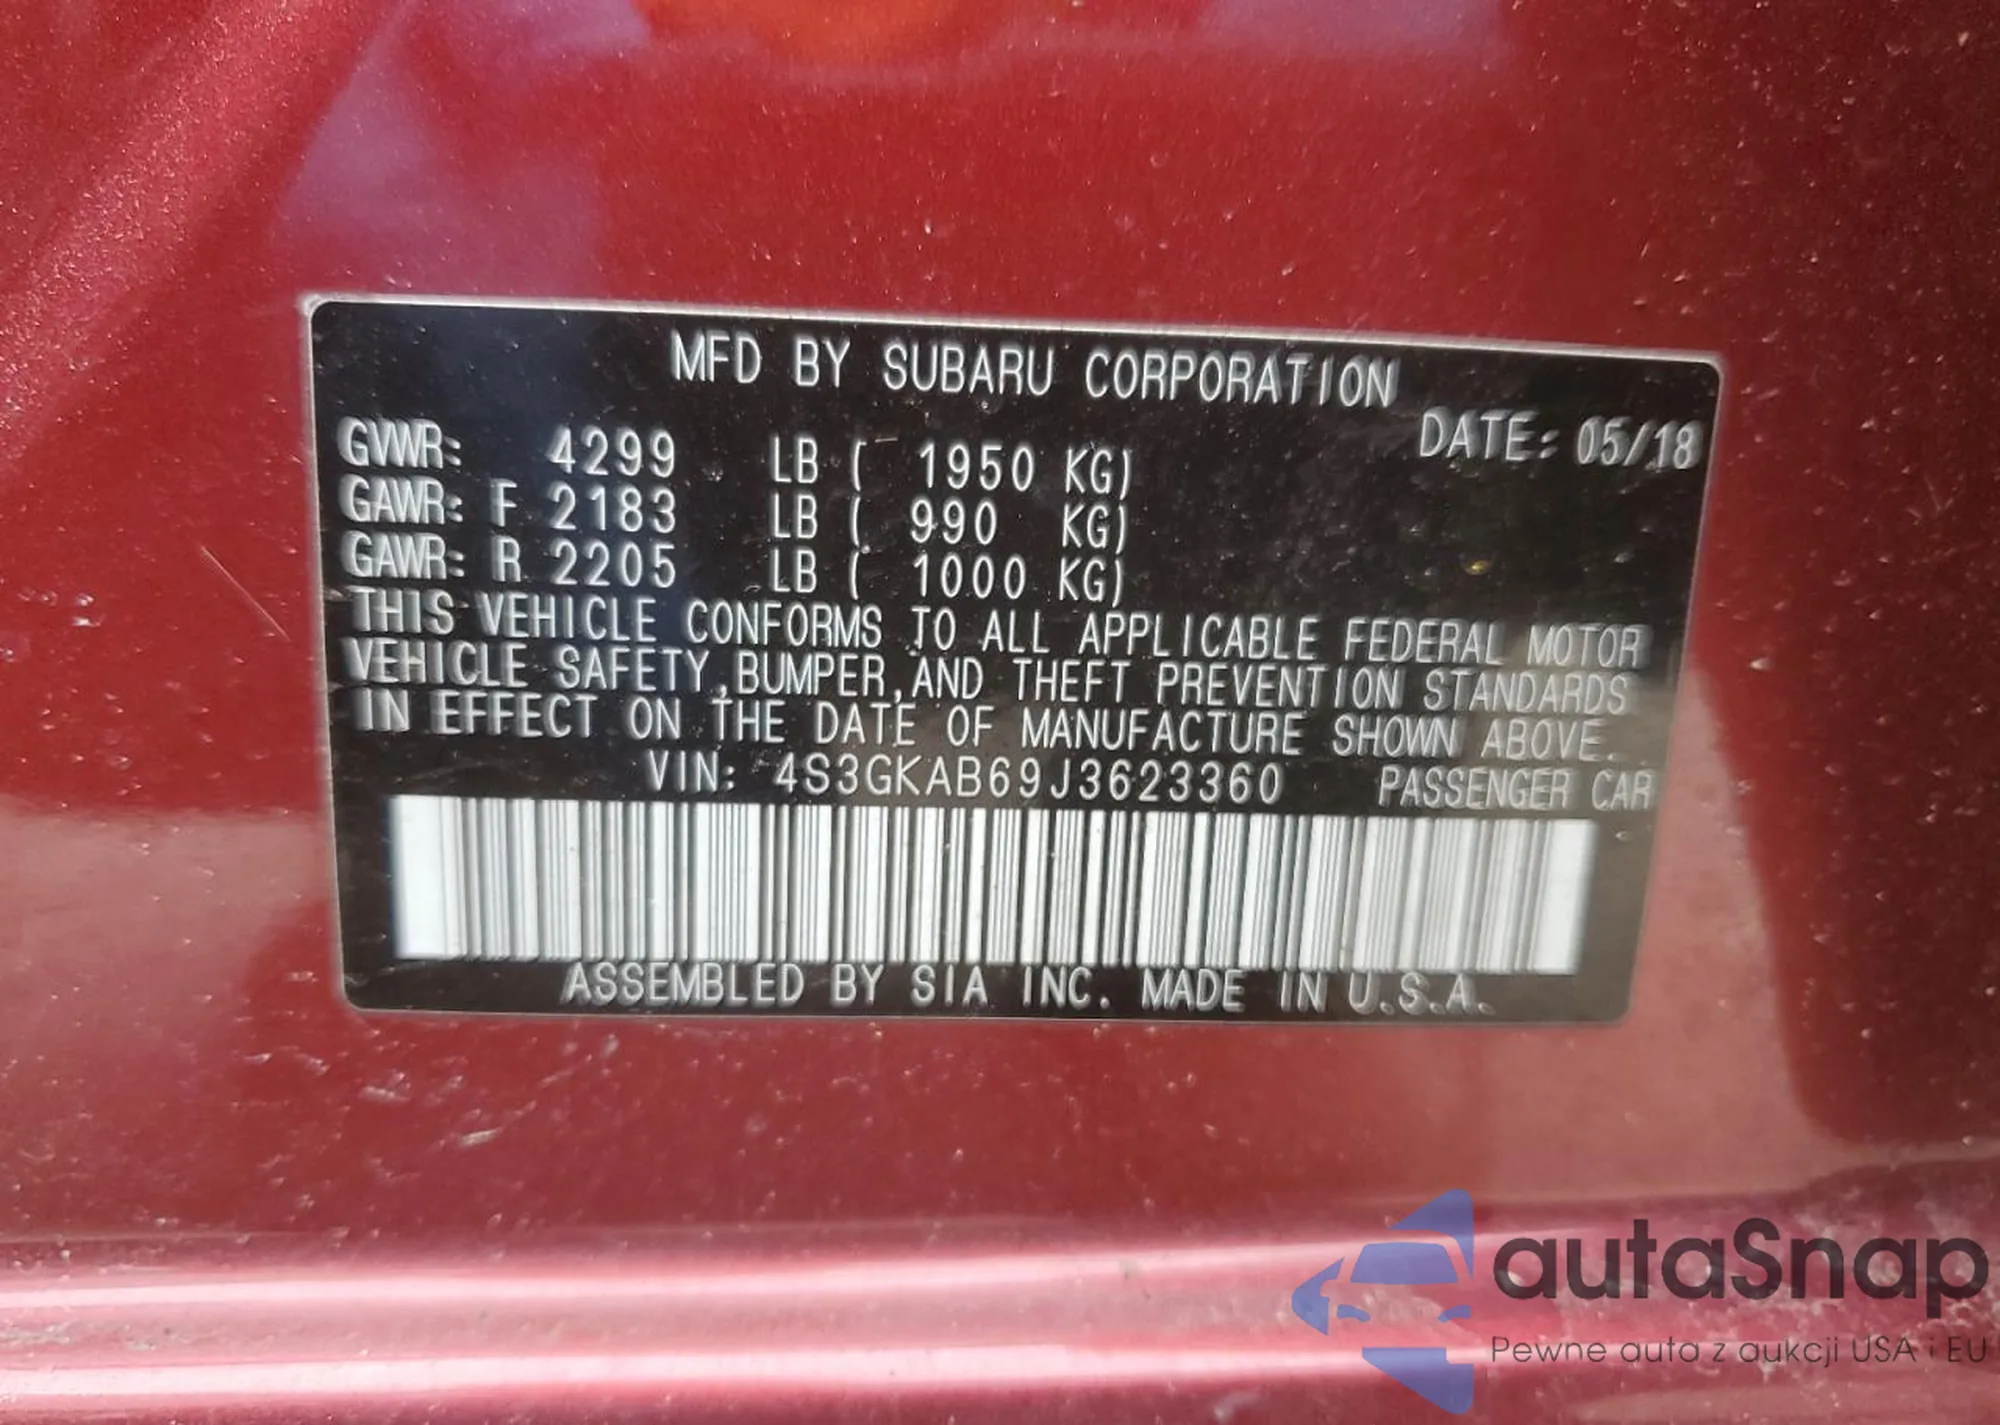 MFD BY SUBARU CORPORATION
DATE: 05/18
GVWR: 4299 LB ( 1950 KG)
GAWR: F 2183 LB ( 990 KG)
GAWR: R 2205 LB ( 1000 KG)
THIS VEHICLE CONFORMS TO ALL APPLICABLE FEDERAL MOTOR
VEHICLE SAFETY,BUMPER,AND THEFT PREVENTION STANDARDS
IN EFFECT ON THE DATE OF MANUFACTURE SHOWN ABOVE.
VIN: 4S3GKAB69J3623360 PASSENGER CAR
ASSEMBLED BY SIA INC. MADE IN U.S.A.
autaSnap
Pewne auta z aukcji USA i EU